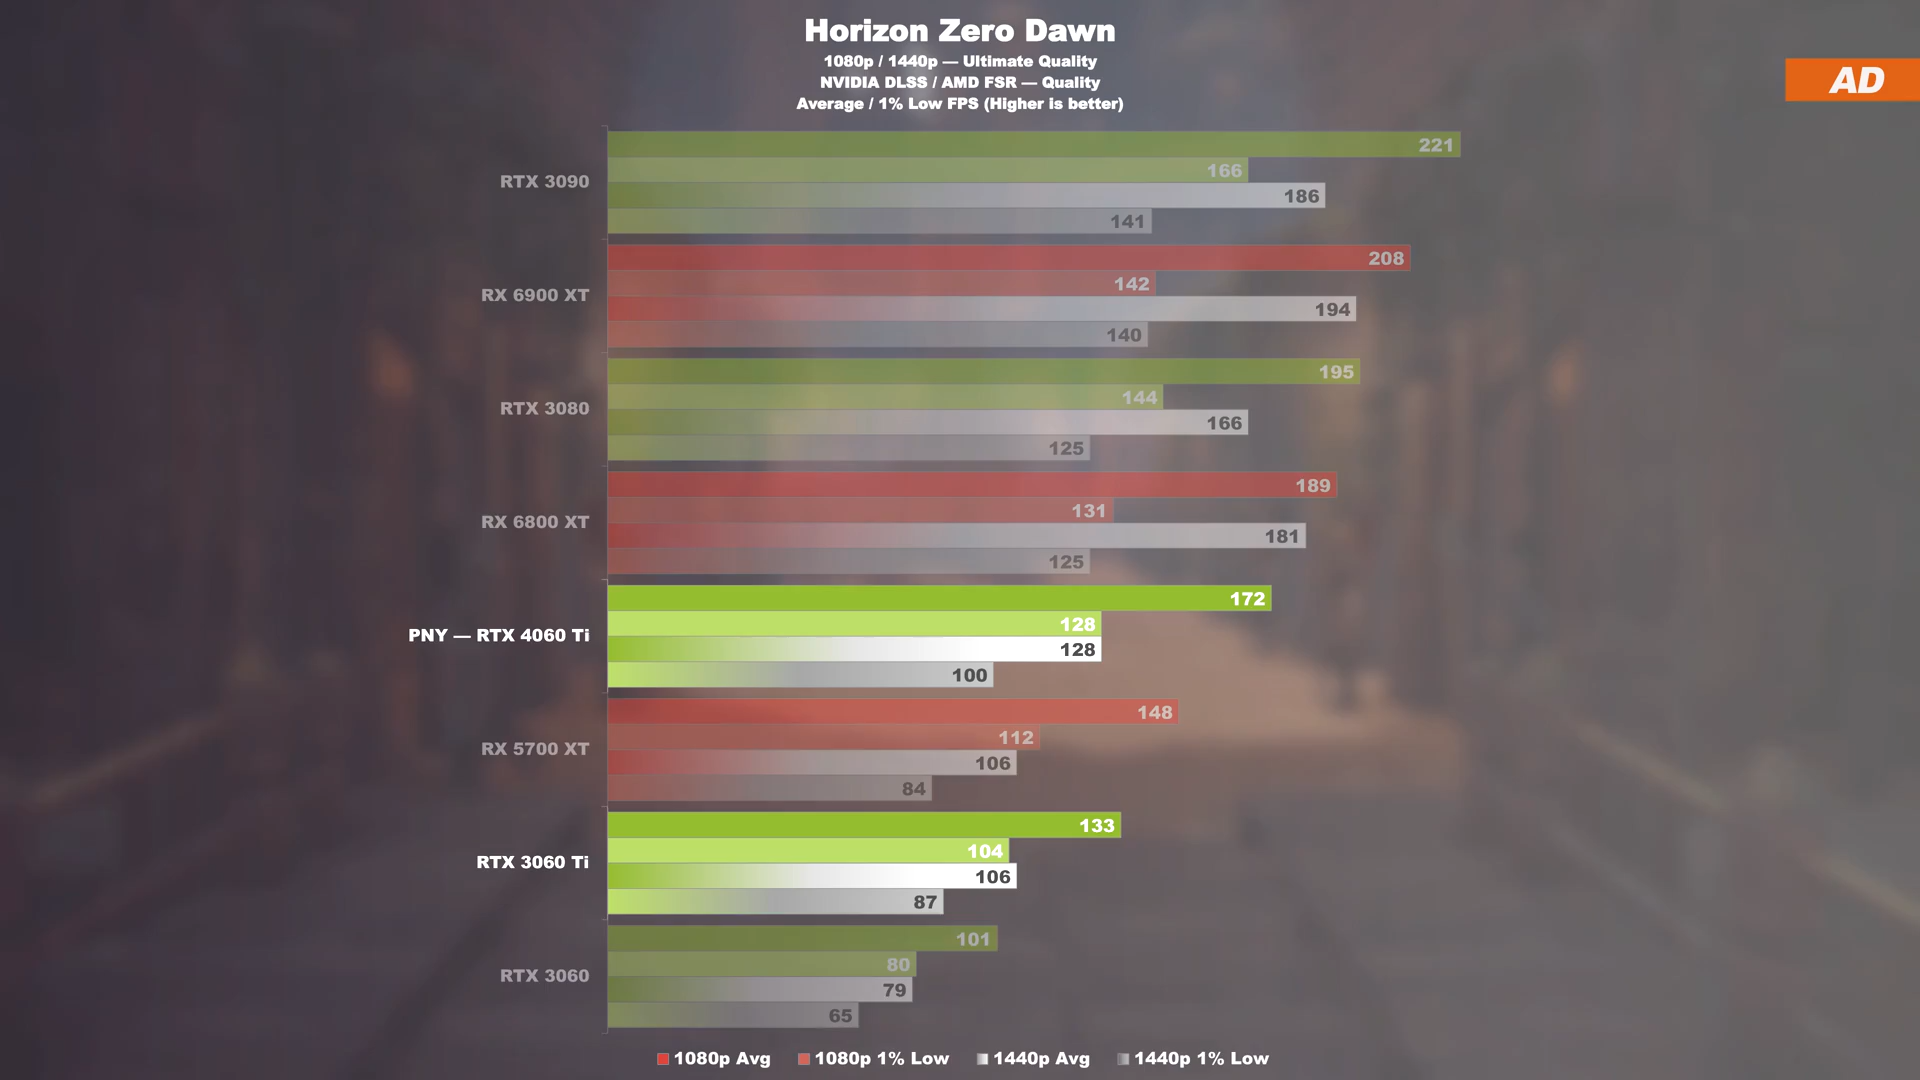 Horizon Zero Dawn
1080p / 1440p — Ultimate Quality
NVIDIA DLSS / AMD FSR — Quality
Average / 1% Low FPS (Higher is better)
AD
RTX 3090
221
166
186
141
RX 6900 XT
208
142
194
140
RTX 3080
195
144
166
125
RX 6800 XT
189
131
181
125
PNY — RTX 4060 Ti
172
128
128
100
RX 5700 XT
148
112
106
84
RTX 3060 Ti
133
104
106
87
RTX 3060
101
80
79
65
1080p Avg 1080p 1% Low 1440p Avg 1440p 1% Low